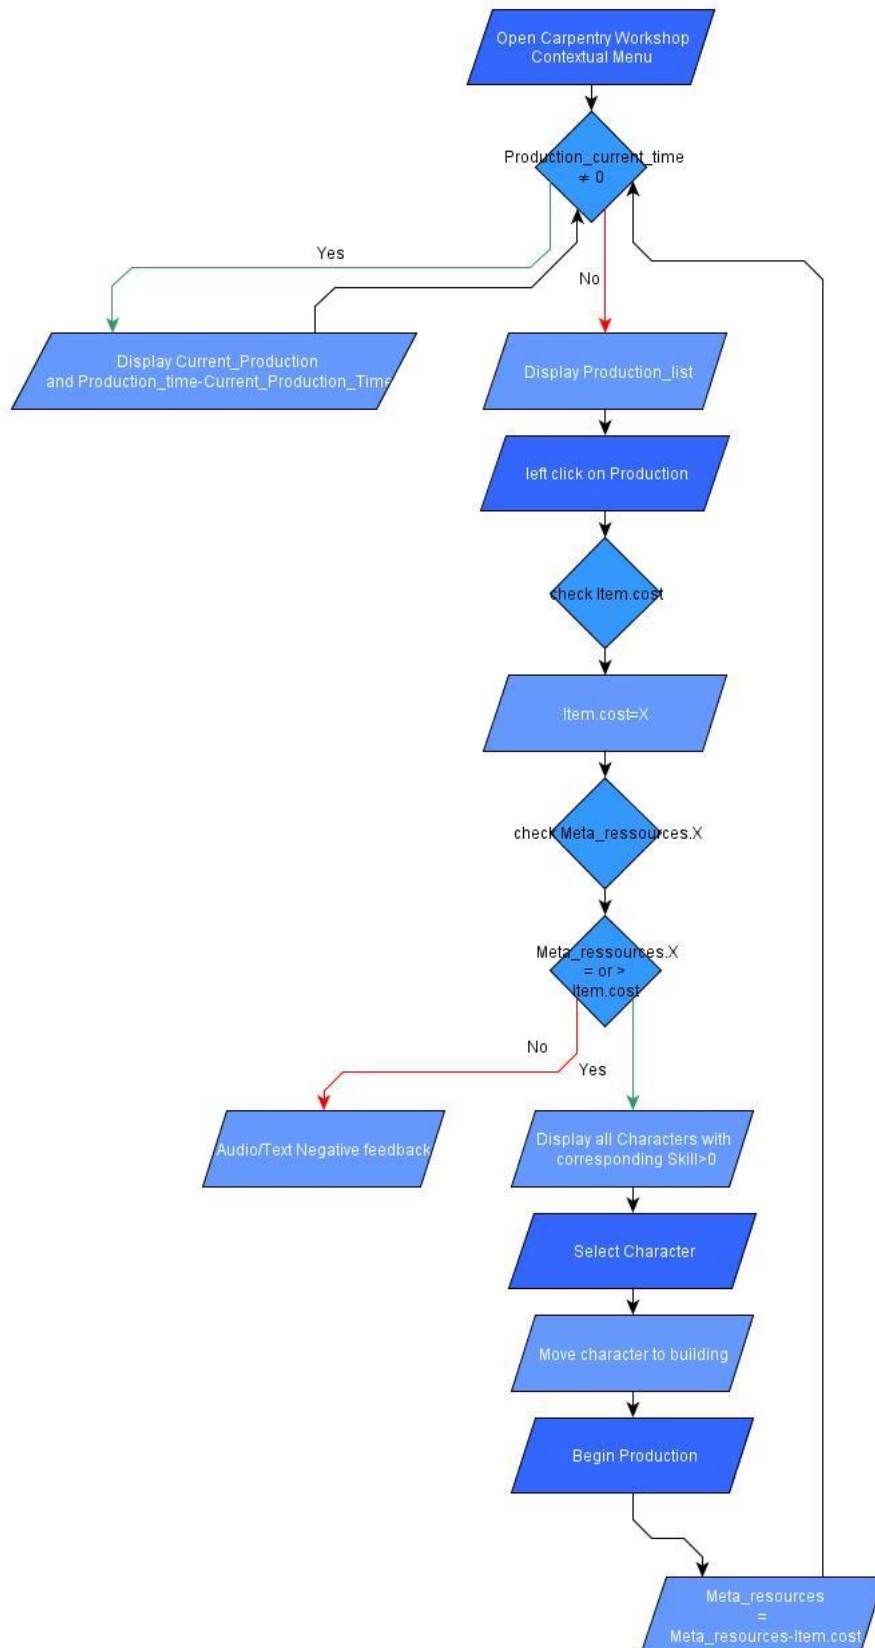 Open Carpentry Workshop
Contextual Menu
Production_current_time
≠ 0
Yes
No
Display Current_Production
and Production_time-Current_Production_Time
Display Production_list
left click on Production
check Item.cost
Item.cost=X
check Meta_ressources.X
Meta_ressources.X
= or >
Item.cost
No
Yes
Audio/Text Negative feedback
Display all Characters with
corresponding Skill>0
Select Character
Move character to building
Begin Production
Meta_resources
=
Meta_resources-Item.cost